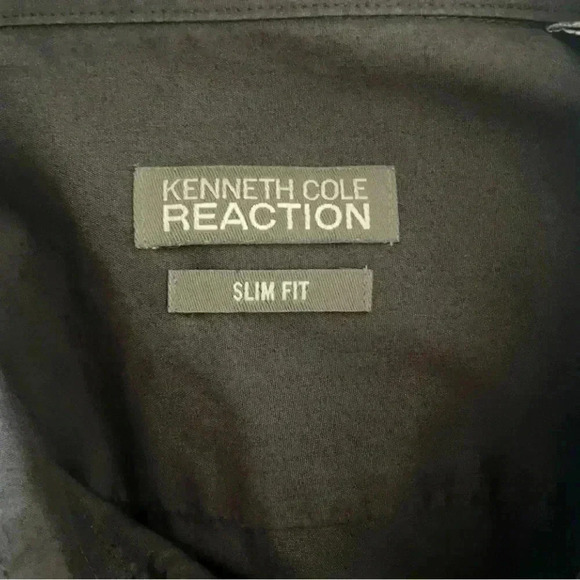 KENNETH COLE
REACTION
SLIM FIT